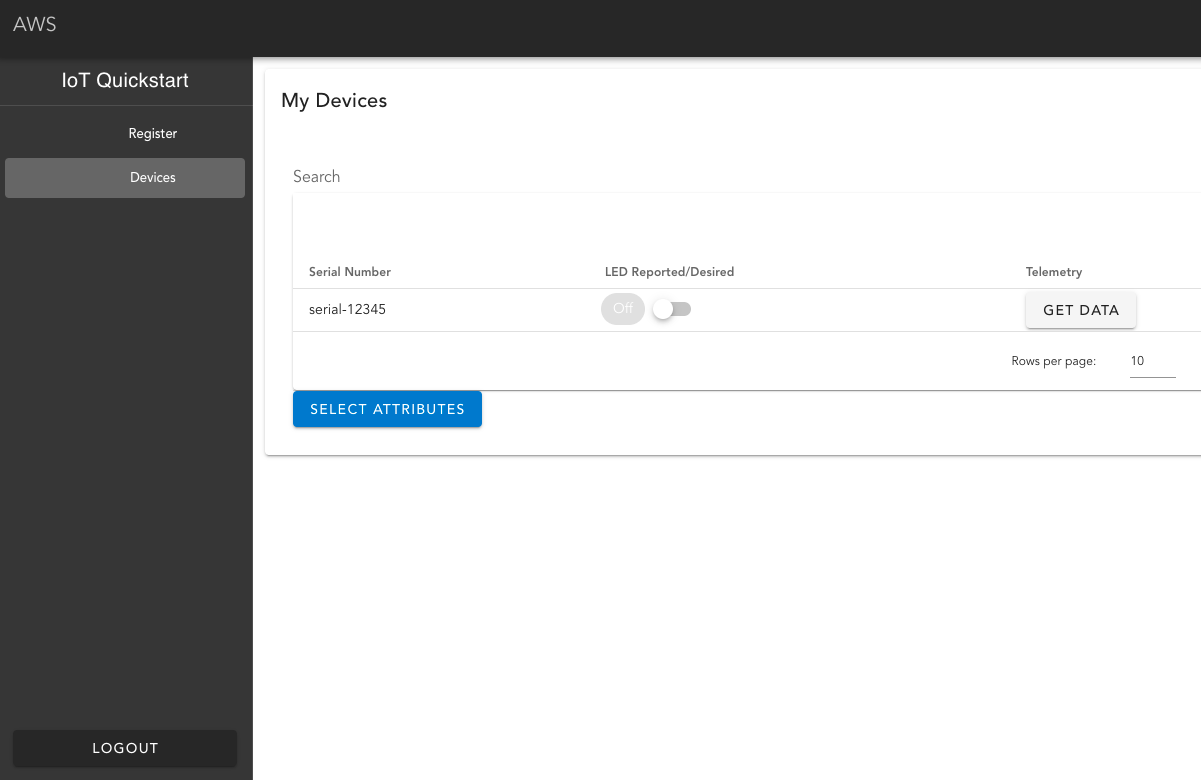 AWS
IoT Quickstart
Register
Devices
LOGOUT
My Devices
Search
Serial Number LED Reported/Desired Telemetry
serial-12345 Off GET DATA
Rows per page: 10
SELECT ATTRIBUTES